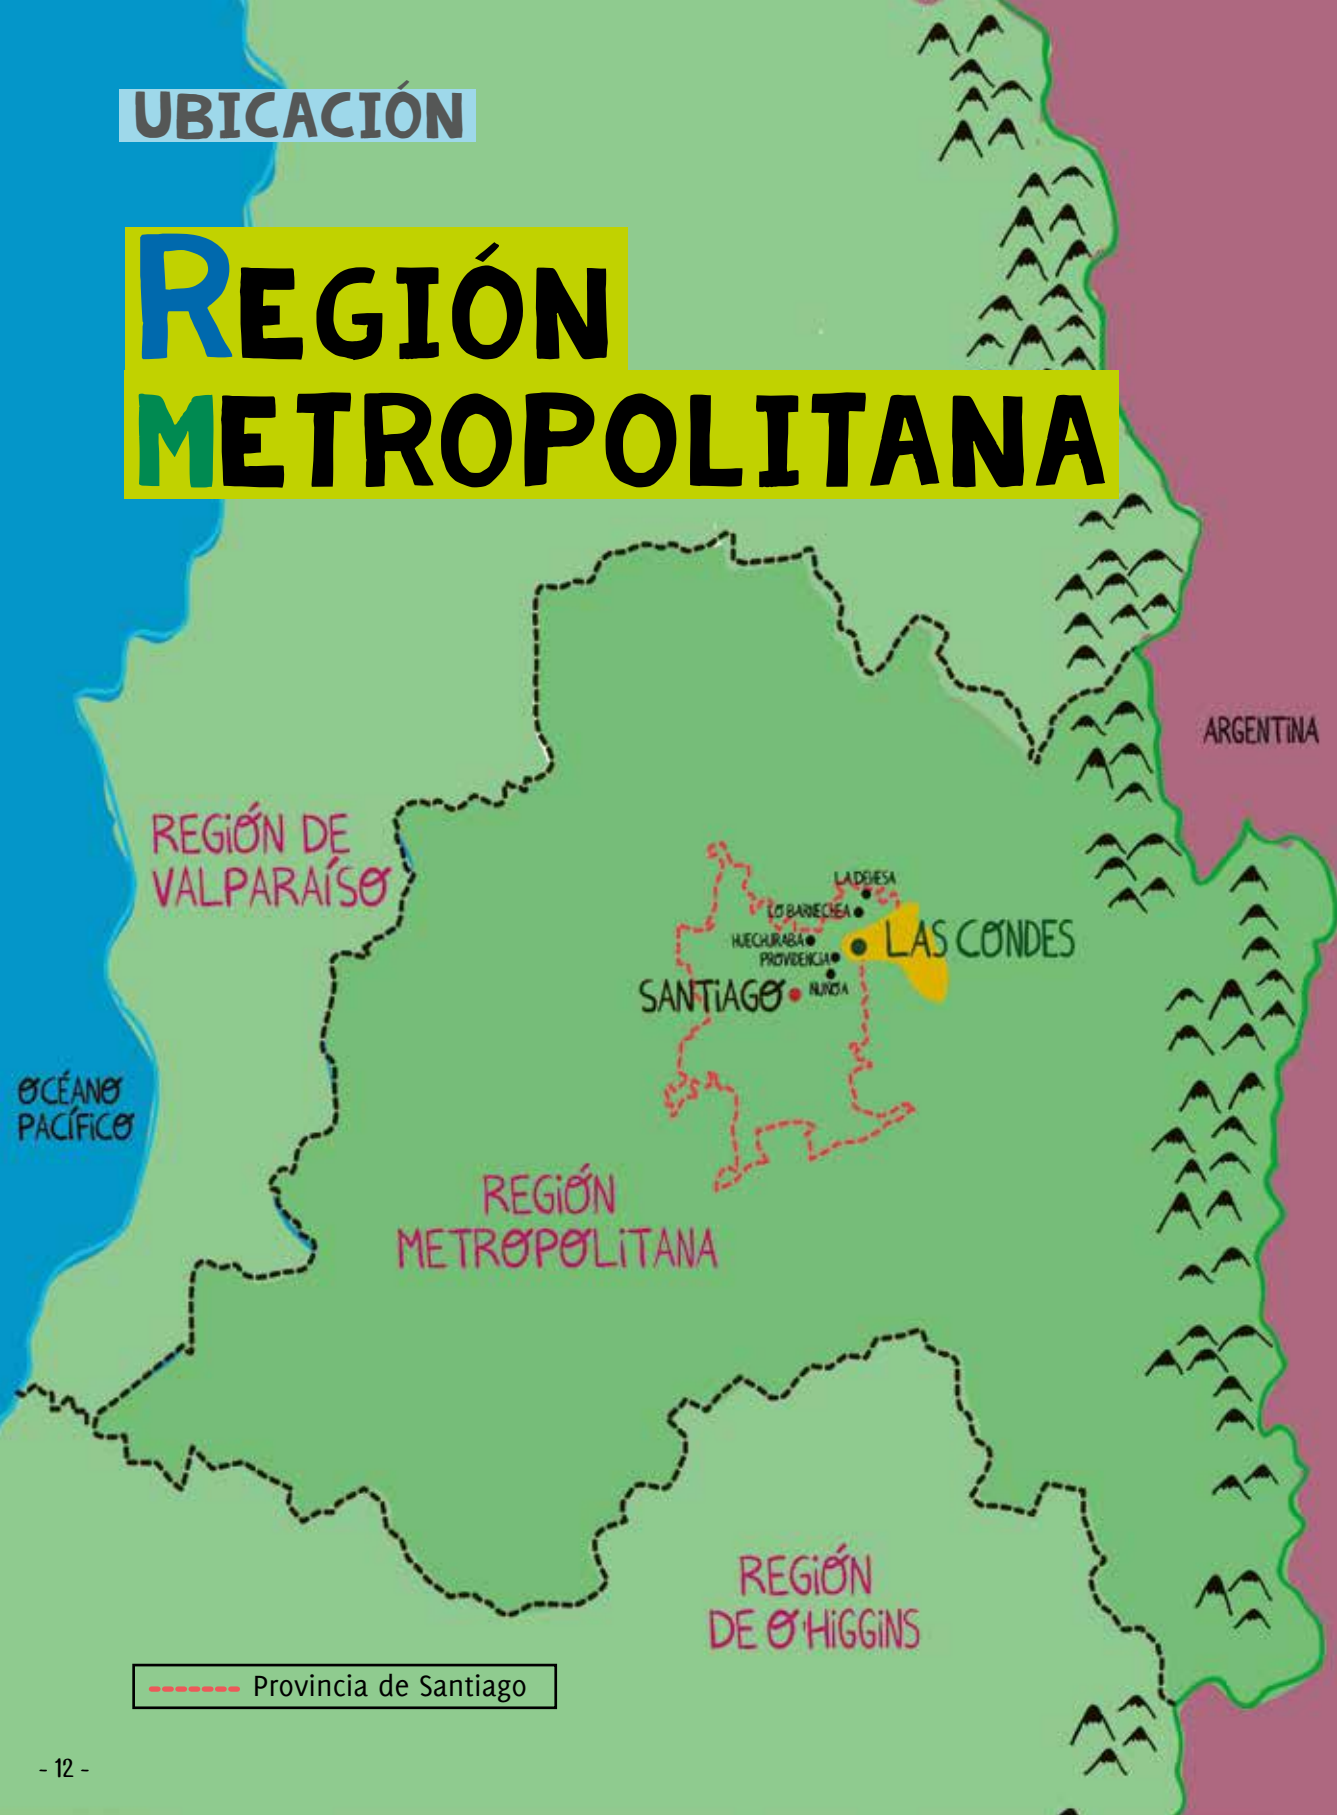 UBICACIÓN
REGIÓN
METROPOLITANA
ARGENTINA
REGIÓN DE
VALPARAÍSO
LA DEHESA
LO BARNECHEA
HUECHURABA
LAS CONDES
PROVIDENCIA
SANTIAGO
ÑUÑOA
OCÉANO
PACÍFICO
REGIÓN
METROPOLITANA
REGIÓN
DE O'HIGGINS
Provincia de Santiago
- 12 -